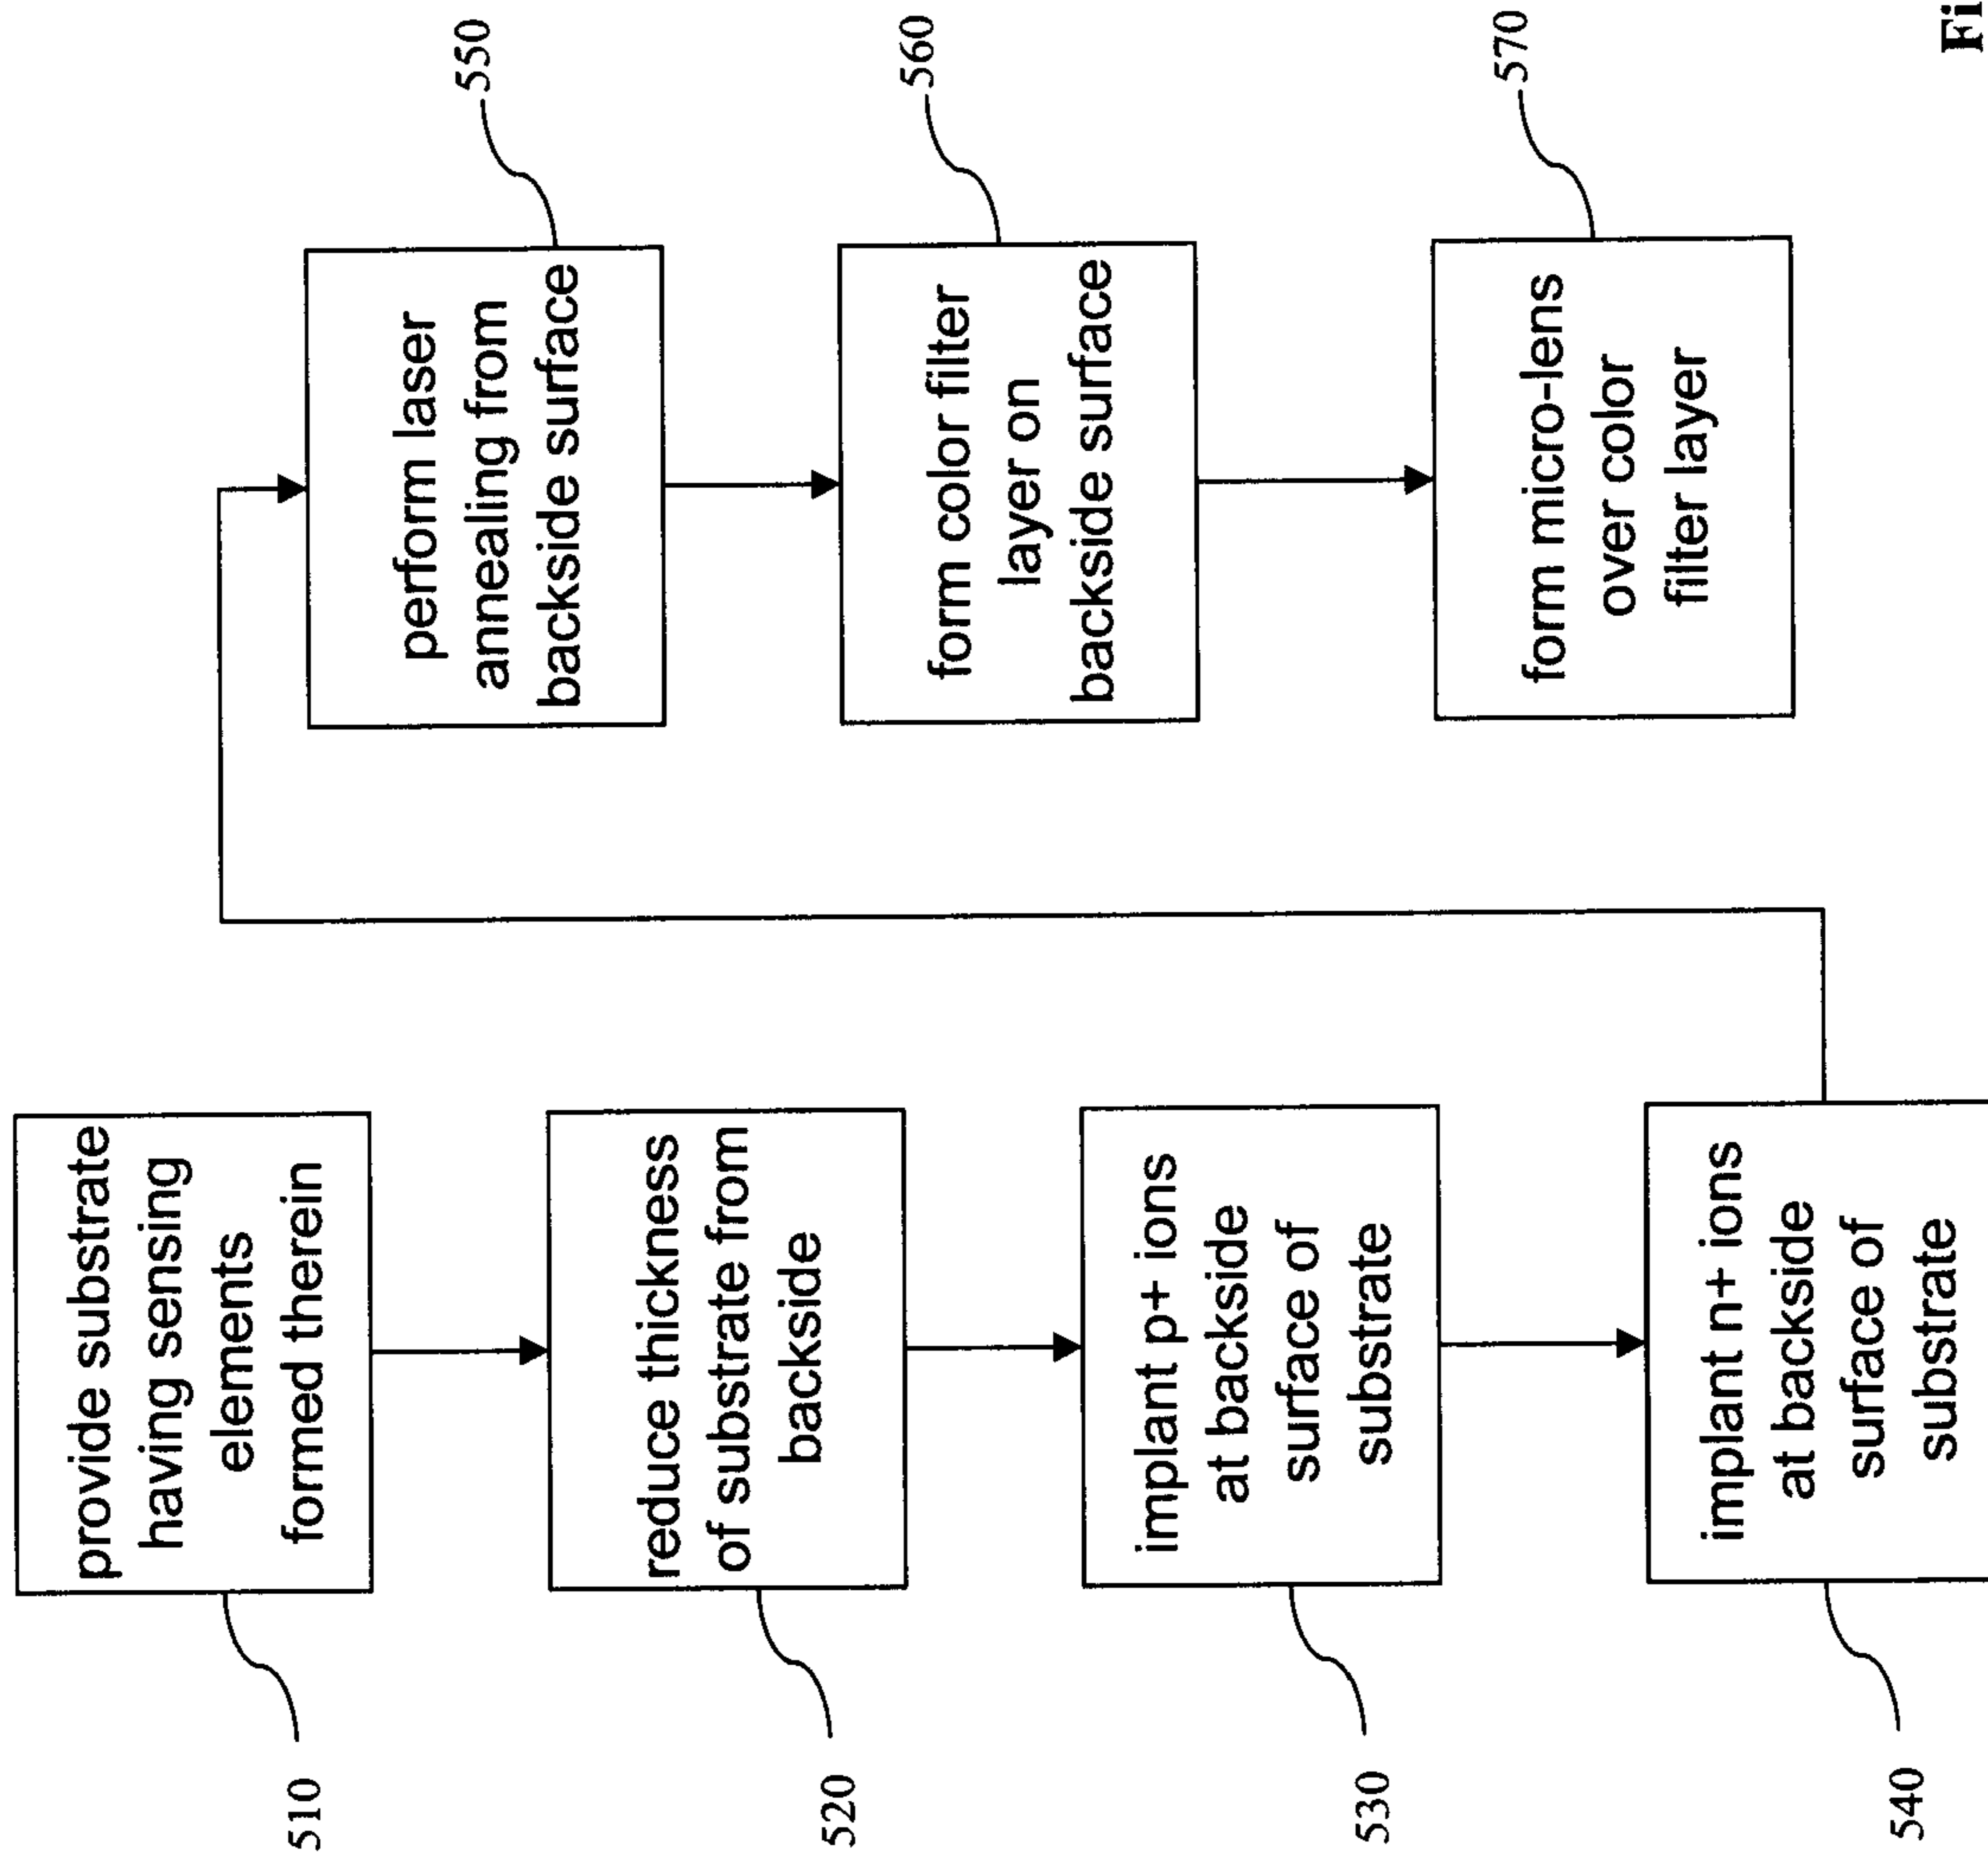 510
provide substrate
having sensing
elements
formed therein
520
reduce thickness
of substrate from
backside
530
implant p+ ions
at backside
surface of
substrate
540
implant n+ ions
at backside
surface of
substrate
perform laser
annealing from
backside surface
550
form color filter
layer on
backside surface
560
form micro-lens
over color
filter layer
570
Fi